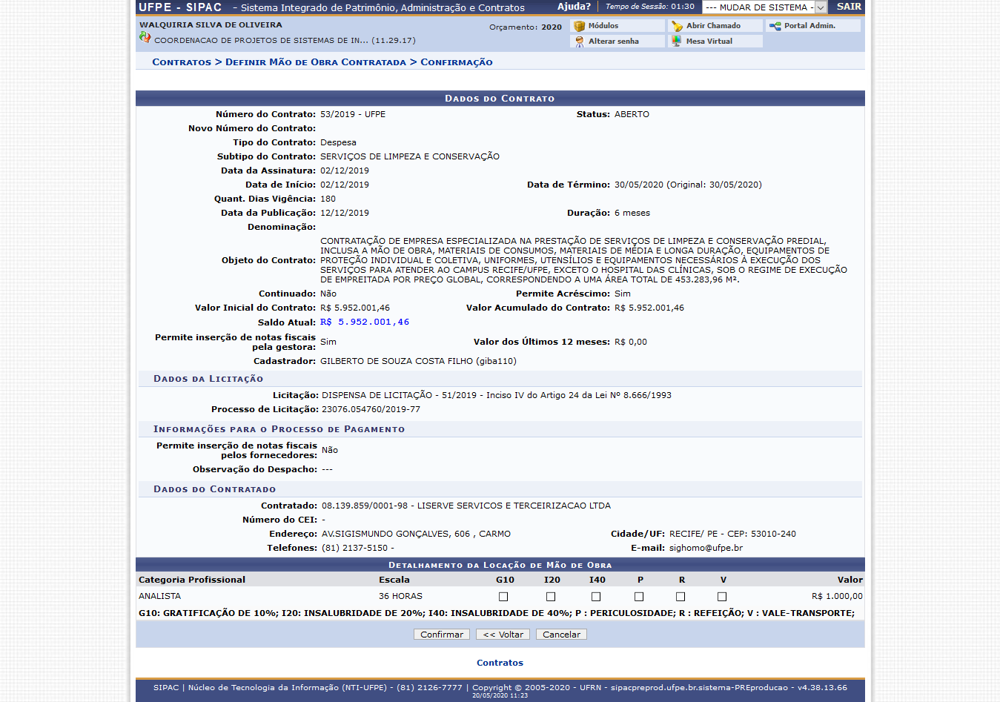 UFPE - SIPAC - Sistema Integrado de Patrimônio, Administração e Contratos Ajuda? Tempo de Sessão: 01:30 --- MUDAR DE SISTEMA - SAIR
WALQUIRIA SILVA DE OLIVEIRA Orçamento: 2020 Módulos Abrir Chamado Portal Admin.
COORDENACAO DE PROJETOS DE SISTEMAS DE IN... (11.29.17) Alterar senha Mesa Virtual
CONTRATOS > DEFINIR MÃO DE OBRA CONTRATADA > CONFIRMAÇÃO
DADOS DO CONTRATO
Número do Contrato: 53/2019 - UFPE Status: ABERTO
Novo Número do Contrato:
Tipo do Contrato: Despesa
Subtipo do Contrato: SERVIÇOS DE LIMPEZA E CONSERVAÇÃO
Data da Assinatura: 02/12/2019
Data de Início: 02/12/2019 Data de Término: 30/05/2020 (Original: 30/05/2020)
Quant. Dias Vigência: 180
Data da Publicação: 12/12/2019 Duração: 6 meses
Denominação:
Objeto do Contrato: CONTRATAÇÃO DE EMPRESA ESPECIALIZADA NA PRESTAÇÃO DE SERVIÇOS DE LIMPEZA E CONSERVAÇÃO PREDIAL,
INCLUSA A MÃO DE OBRA, MATERIAIS DE CONSUMOS, MATERIAIS DE MÉDIA E LONGA DURAÇÃO, EQUIPAMENTOS DE
PROTEÇÃO INDIVIDUAL E COLETIVA, UNIFORMES, UTENSÍLIOS E EQUIPAMENTOS NECESSÁRIOS À EXECUÇÃO DOS
SERVIÇOS PARA ATENDER AO CAMPUS RECIFE/UFPE, EXCETO O HOSPITAL DAS CLÍNICAS, SOB O REGIME DE EXECUÇÃO
DE EMPREITADA POR PREÇO GLOBAL, CORRESPONDENDO A UMA ÁREA TOTAL DE 453.283,96 M².
Continuado: Não Permite Acréscimo: Sim
Valor Inicial do Contrato: R$ 5.952.001,46 Valor Acumulado do Contrato: R$ 5.952.001,46
Saldo Atual: R$ 5.952.001,46
Permite inserção de notas fiscais
pela gestora: Sim Valor dos Últimos 12 meses: R$ 0,00
Cadastrador: GILBERTO DE SOUZA COSTA FILHO (giba110)
DADOS DA LICITAÇÃO
Licitação: DISPENSA DE LICITAÇÃO - 51/2019 - Inciso IV do Artigo 24 da Lei Nº 8.666/1993
Processo de Licitação: 23076.054760/2019-77
INFORMAÇÕES PARA O PROCESSO DE PAGAMENTO
Permite inserção de notas fiscais
pelos fornecedores: Não
Observação do Despacho: ---
DADOS DO CONTRATADO
Contratado: 08.139.859/0001-98 - LISERVE SERVICOS E TERCEIRIZACAO LTDA
Número do CEI: -
Endereço: AV.SIGISMUNDO GONÇALVES, 606 , CARMO Cidade/UF: RECIFE/ PE - CEP: 53010-240
Telefones: (81) 2137-5150 - E-mail: sighomo@ufpe.br
DETALHAMENTO DA LOCAÇÃO DE MÃO DE OBRA
Categoria Profissional Escala G10 I20 I40 P R V Valor
ANALISTA 36 HORAS R$ 1.000,00
G10: GRATIFICAÇÃO DE 10%; I20: INSALUBRIDADE DE 20%; I40: INSALUBRIDADE DE 40%; P : PERICULOSIDADE; R : REFEIÇÃO; V : VALE-TRANSPORTE;
Confirmar << Voltar Cancelar
Contratos
SIPAC | Núcleo de Tecnologia da Informação (NTI-UFPE) - (81) 2126-7777 | Copyright © 2005-2020 - UFRN - sipacpreprod.ufpe.br.sistema-PREproducao - v4.38.13.66
20/05/2020 11:23